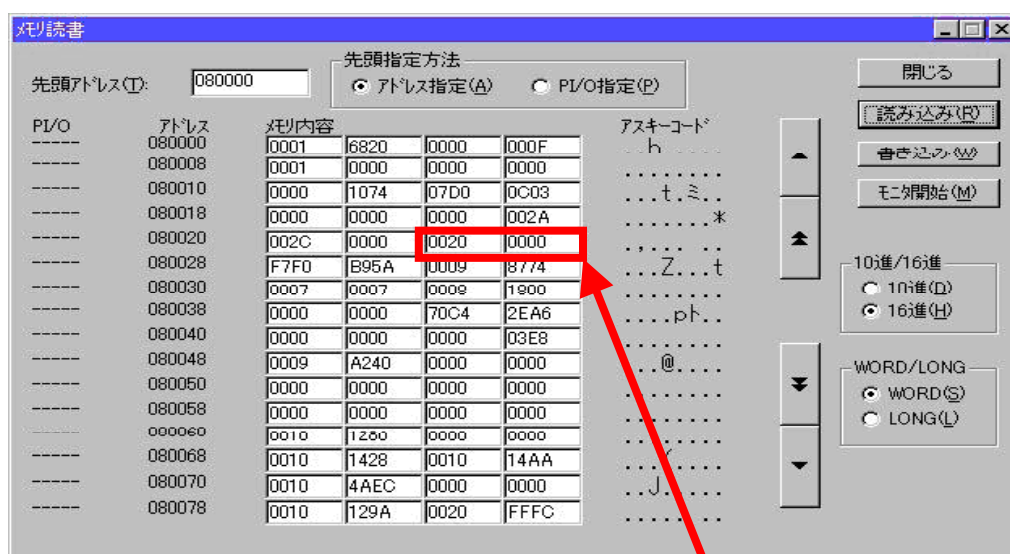 ﾒﾓﾘ読書
先頭指定方法
先頭ｱﾄﾞﾚｽ(T): 080000 ｱﾄﾞﾚｽ指定(A) PI/O指定(P) 閉じる
読み込み(R)
PI/O ｱﾄﾞﾚｽ ﾒﾓﾘ内容 ｱｽｷｰｺｰﾄﾞ
----- 080000 0001 6820 0000 000F ..h.....
書き込み(W)
----- 080008 0001 0000 0000 0000 ........
----- 080010 0000 1074 07D0 0C03 ...t.ﾐ..
ﾓﾆﾀ開始(M)
----- 080018 0000 0000 0000 002A .......*
----- 080020 002C 0000 0020 0000 .,... ..
----- 080028 F7F0 B95A 0009 8774 ...Z...t
10進/16進
----- 080030 0007 0007 0009 1900 ........
10進(D)
----- 080038 0000 0000 70C4 2EA6 ....pﾄ..
16進(H)
----- 080040 0000 0000 0000 03E8 ........
----- 080048 0009 A240 0000 0000 ...@....
WORD/LONG
----- 080050 0000 0000 0000 0000 ........
WORD(S)
----- 080058 0000 0000 0000 0000 ........
LONG(L)
----- 080060 0010 1280 0000 0000 ........
----- 080068 0010 1428 0010 14AA ...(....
----- 080070 0010 4AEC 0000 0000 ..J.....
----- 080078 0010 129A 0020 FFFC ........